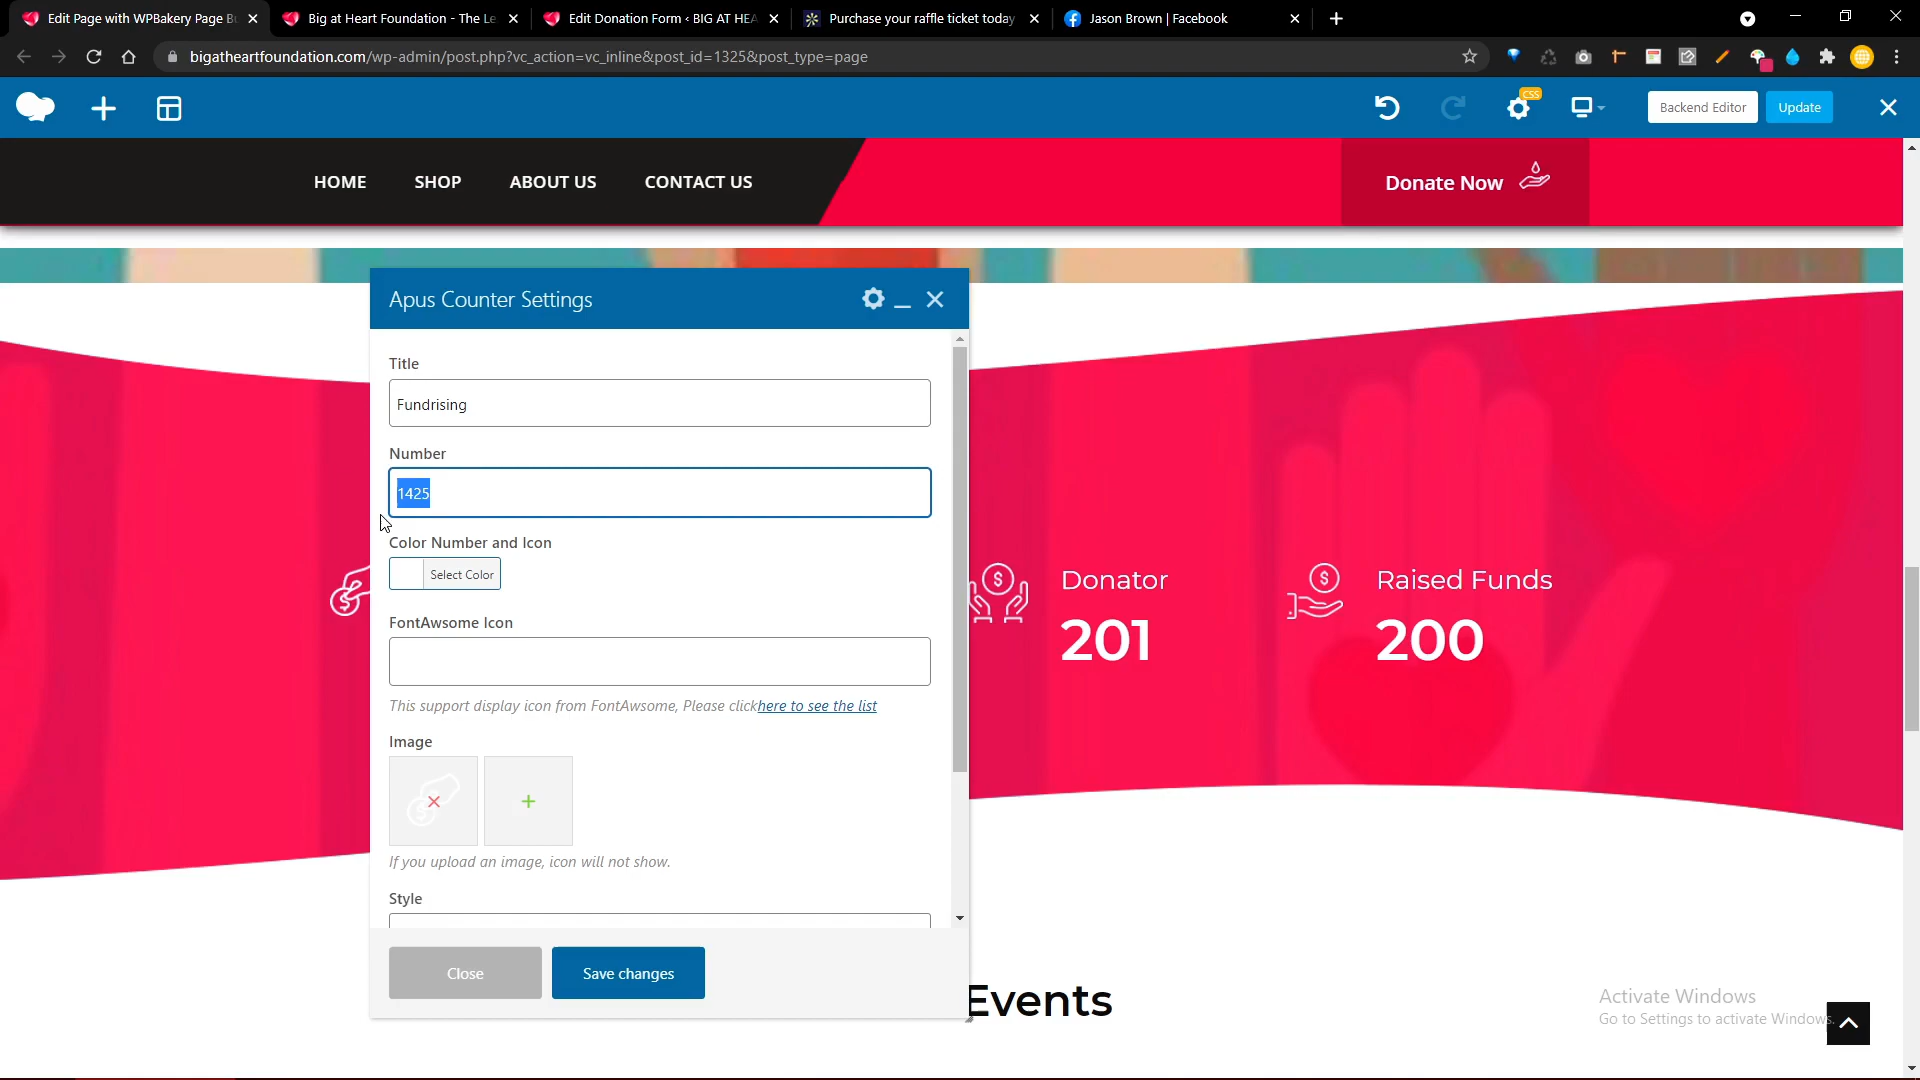 Edit Page with WPBakery Page B
Big at Heart Foundation - The Le
Edit Donation Form ‹ BIG AT HEA
Purchase your raffle ticket today
Jason Brown | Facebook
bigatheartfoundation.com/wp-admin/post.php?vc_action=vc_inline&post_id=1325&post_type=page
CSS
Backend Editor
Update
HOME
SHOP
ABOUT US
CONTACT US
Donate Now
Apus Counter Settings
Title
Fundrising
Number
1425
Color Number and Icon
Select Color
FontAwsome Icon
This support display icon from FontAwsome, Please clickhere to see the list
Image
If you upload an image, icon will not show.
Style
Close
Save changes
Donator
201
Raised Funds
200
Events
Activate Windows
Go to Settings to activate Windows.